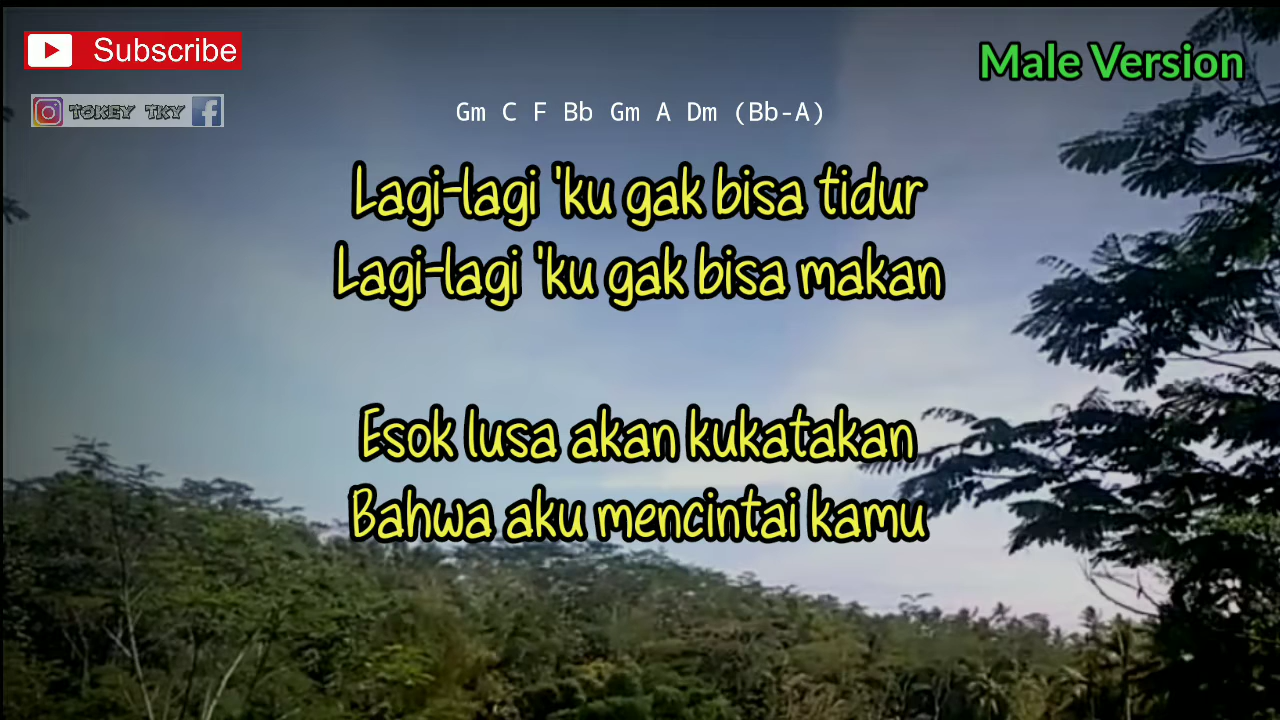 Subscribe
Male Version
TOKEY TKY
Gm C F Bb Gm A Dm (Bb-A)
Lagi-lagi 'ku gak bisa tidur
Lagi-lagi 'ku gak bisa makan
Esok lusa akan kukatakan
Bahwa aku mencintai kamu